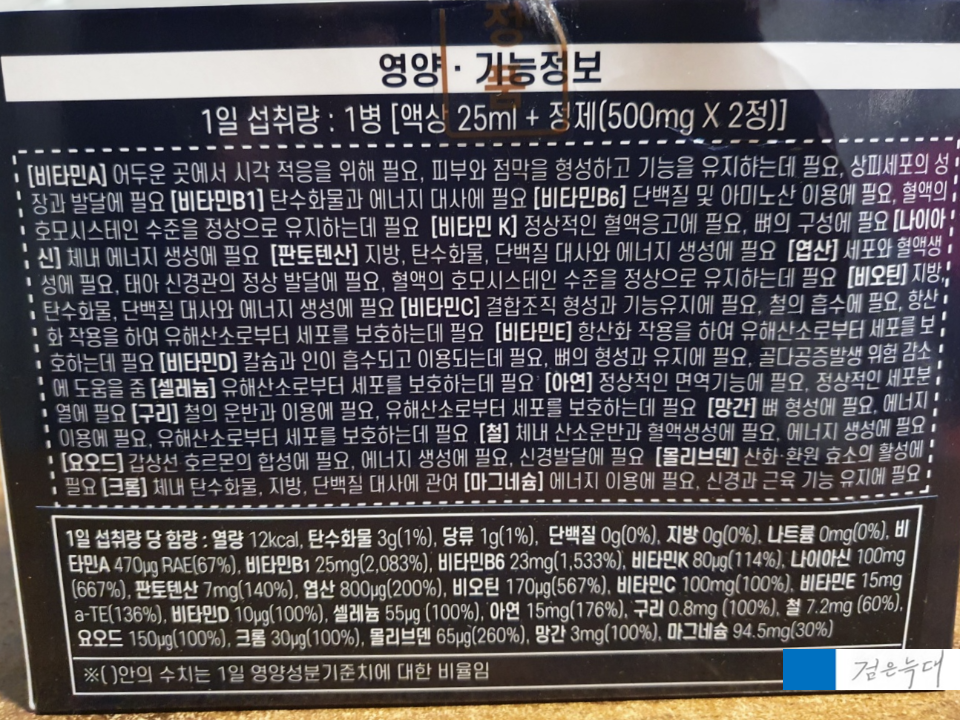 정품
영양 · 기능정보
1일 섭취량 : 1병 [액상 25ml + 정제(500mg X 2정)]
[비타민A] 어두운 곳에서 시각 적응을 위해 필요, 피부와 점막을 형성하고 기능을 유지하는데 필요, 상피세포의 성
장과 발달에 필요 [비타민B1] 탄수화물과 에너지 대사에 필요 [비타민B6] 단백질 및 아미노산 이용에 필요, 혈액의
호모시스테인 수준을 정상으로 유지하는데 필요 [비타민 K] 정상적인 혈액응고에 필요, 뼈의 구성에 필요 [나이아
신] 체내 에너지 생성에 필요 [판토텐산] 지방, 탄수화물, 단백질 대사와 에너지 생성에 필요 [엽산] 세포와 혈액생
성에 필요, 태아 신경관의 정상 발달에 필요, 혈액의 호모시스테인 수준을 정상으로 유지하는데 필요 [비오틴] 지방,
탄수화물, 단백질 대사와 에너지 생성에 필요 [비타민C] 결합조직 형성과 기능유지에 필요, 철의 흡수에 필요, 항산
화 작용을 하여 유해산소로부터 세포를 보호하는데 필요 [비타민E] 항산화 작용을 하여 유해산소로부터 세포를 보
호하는데 필요 [비타민D] 칼슘과 인이 흡수되고 이용되는데 필요, 뼈의 형성과 유지에 필요, 골다공증발생 위험 감소
에 도움을 줌 [셀레늄] 유해산소로부터 세포를 보호하는데 필요 [아연] 정상적인 면역기능에 필요, 정상적인 세포분
열에 필요 [구리] 철의 운반과 이용에 필요, 유해산소로부터 세포를 보호하는데 필요 [망간] 뼈 형성에 필요, 에너지
이용에 필요, 유해산소로부터 세포를 보호하는데 필요 [철] 체내 산소운반과 혈액생성에 필요, 에너지 생성에 필요
[요오드] 갑상선 호르몬의 합성에 필요, 에너지 생성에 필요, 신경발달에 필요 [몰리브덴] 산화·환원 효소의 활성에
필요 [크롬] 체내 탄수화물, 지방, 단백질 대사에 관여 [마그네슘] 에너지 이용에 필요, 신경과 근육 기능 유지에 필요
1일 섭취량 당 함량 : 열량 12kcal, 탄수화물 3g(1%), 당류 1g(1%), 단백질 0g(0%), 지방 0g(0%), 나트륨 0mg(0%), 비
타민A 470μg RAE(67%), 비타민B1 25mg(2,083%), 비타민B6 23mg(1,533%), 비타민K 80μg(114%), 나이아신 100mg
(667%), 판토텐산 7mg(140%), 엽산 800μg(200%), 비오틴 170μg(567%), 비타민C 100mg(100%), 비타민E 15mg
a-TE(136%), 비타민D 10μg(100%), 셀레늄 55μg (100%), 아연 15mg(176%), 구리 0.8mg (100%), 철 7.2mg (60%),
요오드 150μg(100%), 크롬 30μg(100%), 몰리브덴 65μg(260%), 망간 3mg(100%), 마그네슘 94.5mg(30%)
※( )안의 수치는 1일 영양성분기준치에 대한 비율임
검은늑대